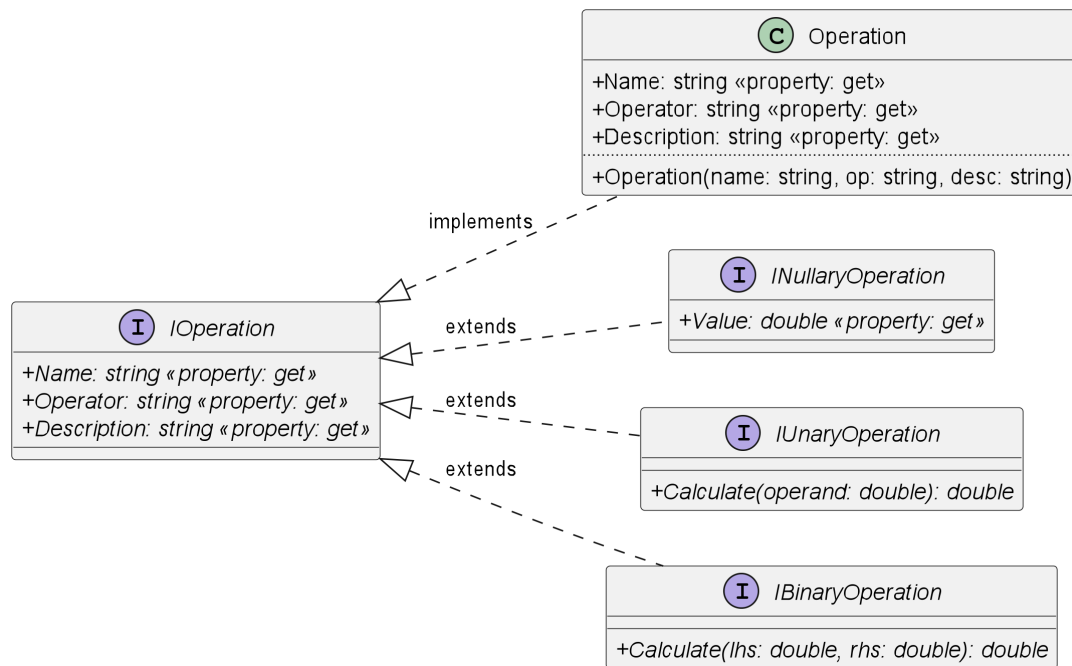 C Operation
+Name: string «property: get»
+Operator: string «property: get»
+Description: string «property: get»
+Operation(name: string, op: string, desc: string)
implements
I INullaryOperation
+Value: double «property: get»
extends
I IOperation
+Name: string «property: get»
+Operator: string «property: get»
+Description: string «property: get»
extends
I IUnaryOperation
+Calculate(operand: double): double
extends
I IBinaryOperation
+Calculate(lhs: double, rhs: double): double